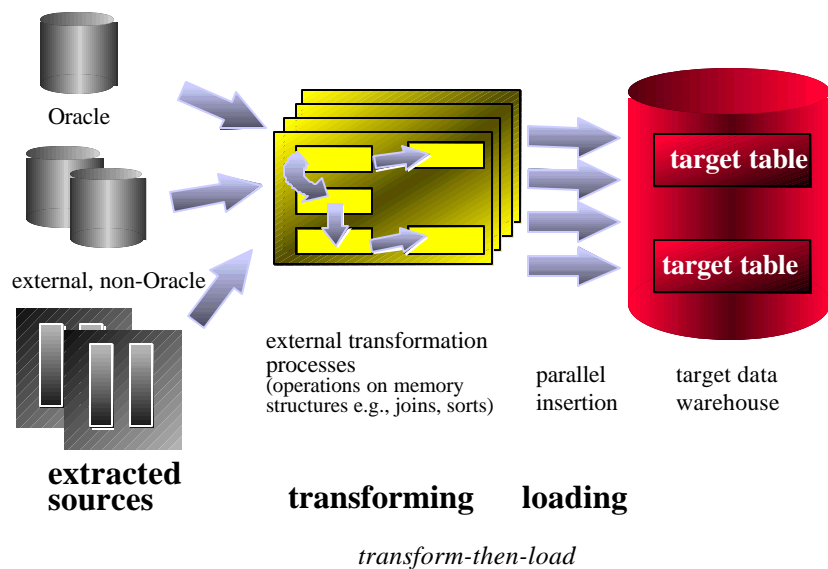 Oracle
external, non-Oracle
extracted
sources
external transformation
processes
(operations on memory
structures e.g., joins, sorts)
transforming
parallel
insertion
loading
target table
target table
target data
warehouse
transform-then-load